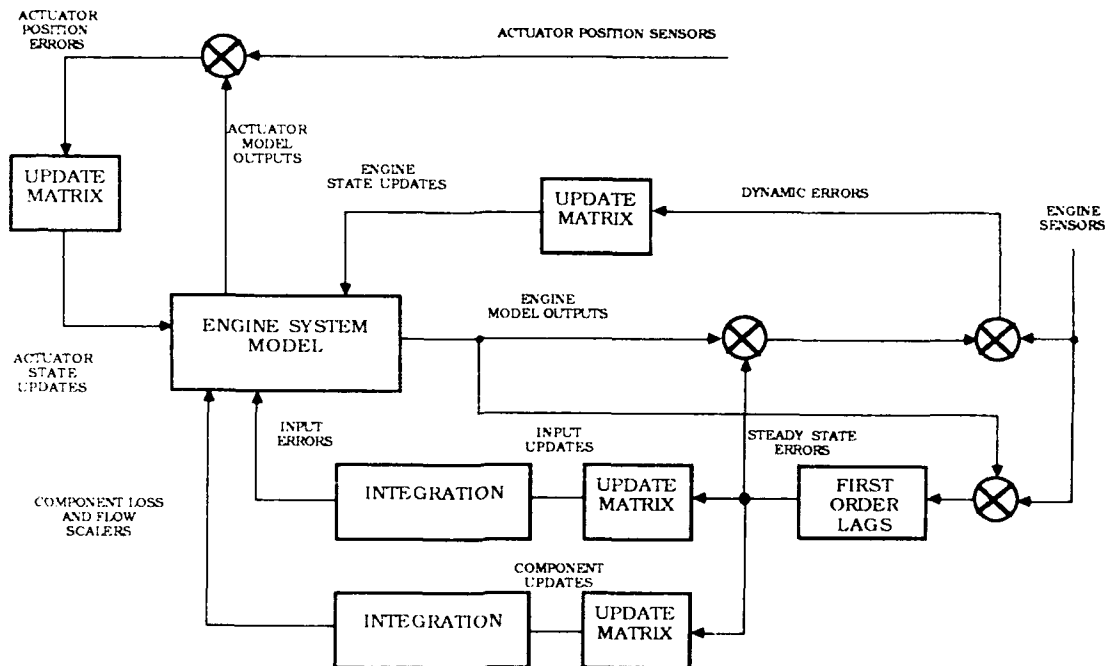 ACTUATOR
POSITION
ERRORS
ACTUATOR POSITION SENSORS
ACTUATOR
MODEL
OUTPUTS
UPDATE
MATRIX
ENGINE
STATE UPDATES
UPDATE
MATRIX
DYNAMIC ERRORS
ENGINE
SENSORS
ENGINE SYSTEM
MODEL
ENGINE
MODEL OUTPUTS
ACTUATOR
STATE
UPDATES
INPUT
ERRORS
INPUT
UPDATES
STEADY STATE
ERRORS
INTEGRATION
UPDATE
MATRIX
FIRST
ORDER
LAGS
COMPONENT LOSS
AND FLOW
SCALERS
COMPONENT
UPDATES
INTEGRATION
UPDATE
MATRIX